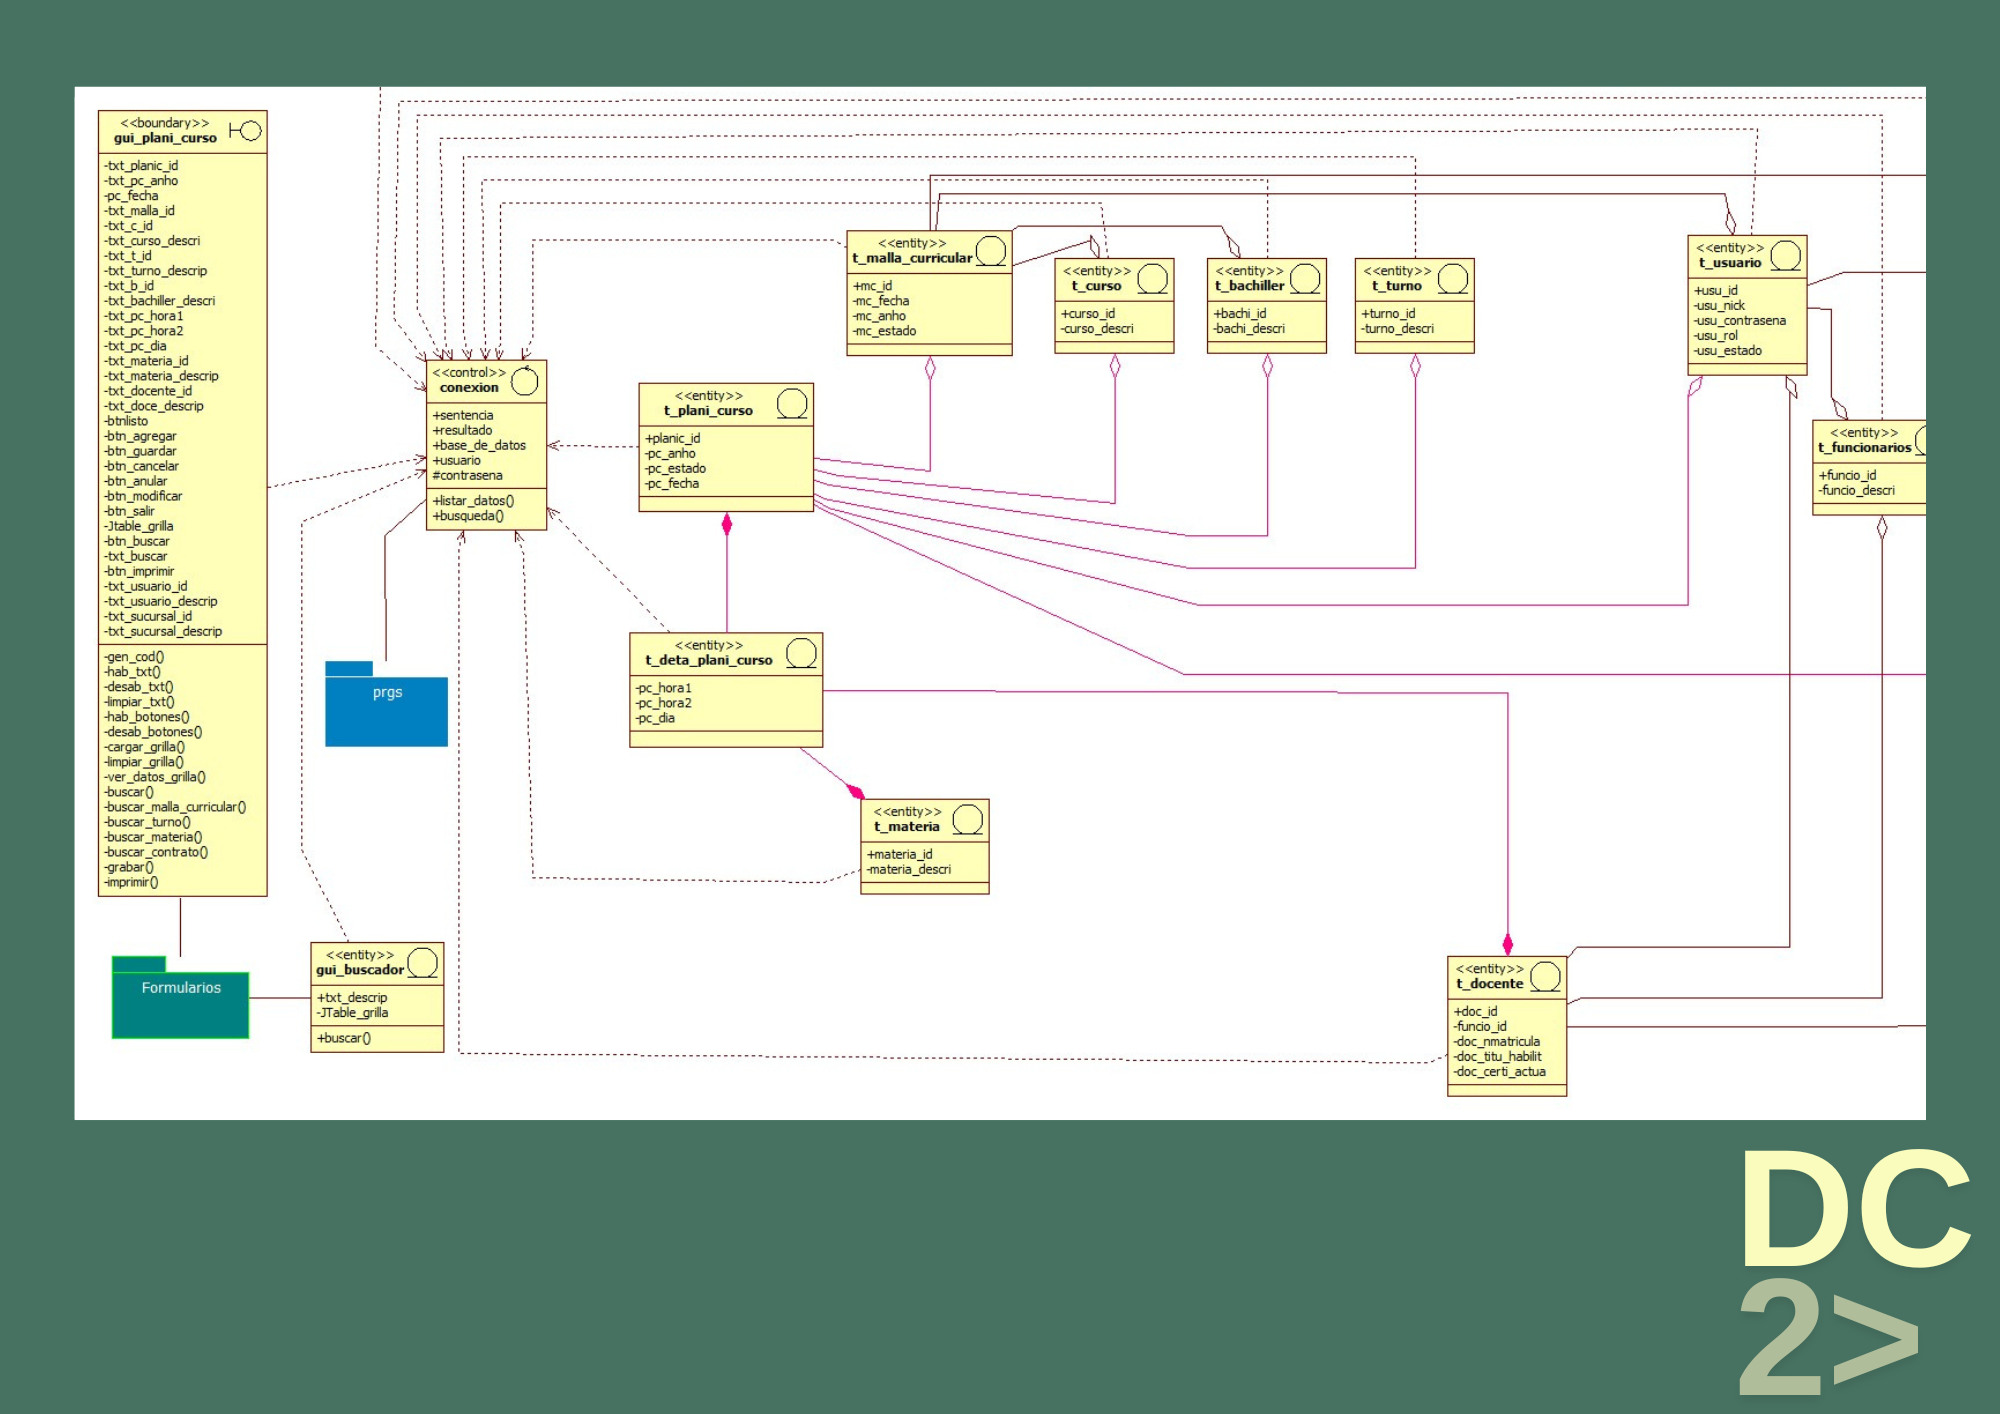 <<boundary>>
gui_plani_curso
-txt_planic_id
-txt_pc_anho
-pc_fecha
-txt_malla_id
-txt_c_id
-txt_curso_descri
-txt_t_id
-txt_turno_descrip
-txt_b_id
-txt_bachiller_descri
-txt_pc_hora1
-txt_pc_hora2
-txt_pc_dia
-txt_materia_id
-txt_materia_descrip
-txt_docente_id
-txt_doce_descrip
-btnlisto
-btn_agregar
-btn_guardar
-btn_cancelar
-btn_anular
-btn_modificar
-btn_salir
-Jtable_grilla
-btn_buscar
-txt_buscar
-btn_imprimir
-txt_usuario_id
-txt_usuario_descrip
-txt_sucursal_id
-txt_sucursal_descrip
-gen_cod()
-hab_txt()
-desab_txt()
-limpiar_txt()
-hab_botones()
-desab_botones()
-cargar_grilla()
-limpiar_grilla()
-ver_datos_grilla()
-buscar()
-buscar_malla_curricular()
-buscar_turno()
-buscar_materia()
-buscar_contrato()
-grabar()
-imprimir()
Formularios
<<entity>>
gui_buscador
+txt_descrip
-JTable_grilla
+buscar()
prgs
<<control>>
conexion
+sentencia
+resultado
+base_de_datos
+usuario
#contrasena
+listar_datos()
+busqueda()
<<entity>>
t_plani_curso
+planic_id
-pc_anho
-pc_estado
-pc_fecha
<<entity>>
t_deta_plani_curso
-pc_hora1
-pc_hora2
-pc_dia
<<entity>>
t_materia
+materia_id
-materia_descri
<<entity>>
t_malla_curricular
+mc_id
-mc_fecha
-mc_anho
-mc_estado
<<entity>>
t_curso
+curso_id
-curso_descri
<<entity>>
t_bachiller
+bachi_id
-bachi_descri
<<entity>>
t_turno
+turno_id
-turno_descri
<<entity>>
t_usuario
+usu_id
-usu_nick
-usu_contrasena
-usu_rol
-usu_estado
<<entity>>
t_funcionarios
+funcio_id
-funcio_descri
<<entity>>
t_docente
+doc_id
-funcio_id
-doc_nmatricula
-doc_titu_habilit
-doc_certi_actua
DC
2>